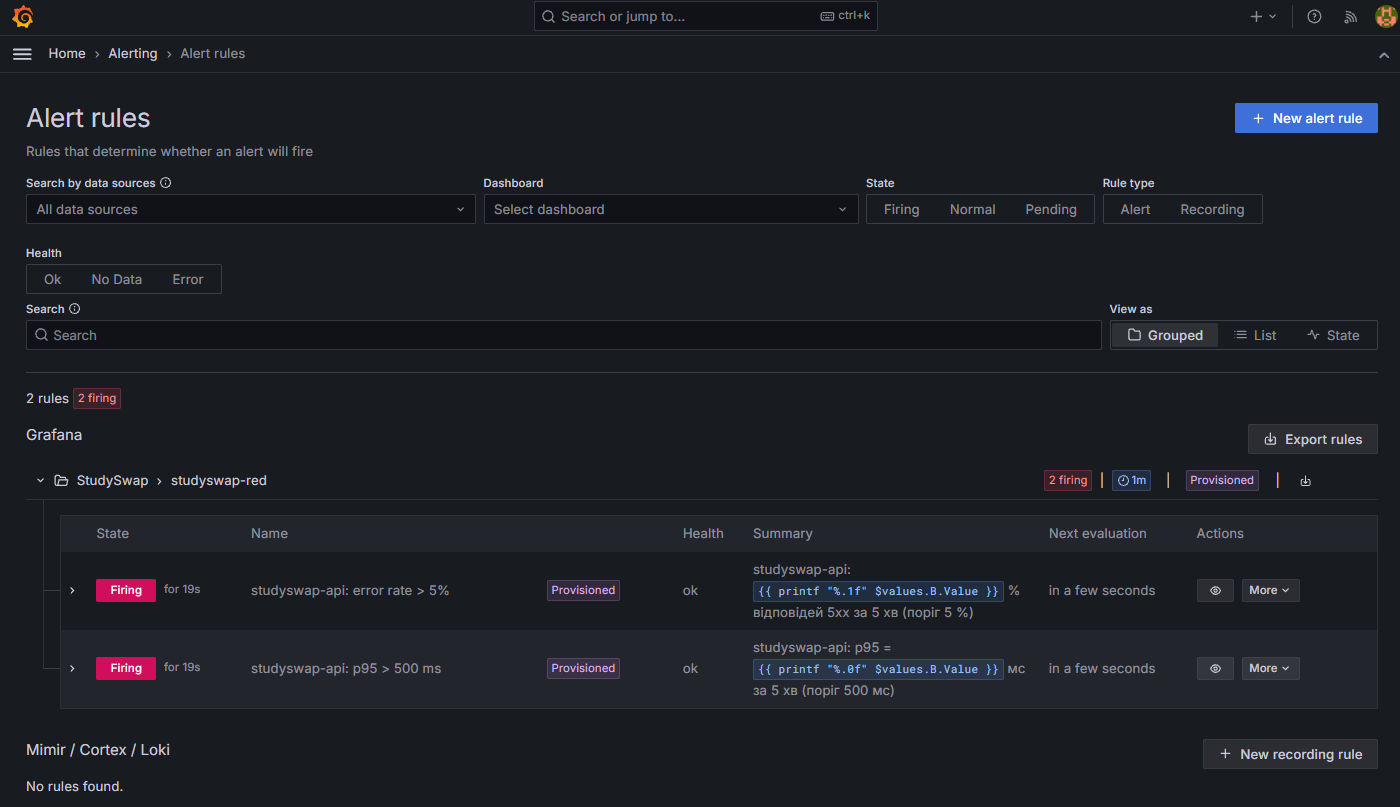 Search or jump to... ctrl+k
Home › Alerting › Alert rules
Alert rules
New alert rule
Rules that determine whether an alert will fire
Search by data sources Dashboard State Rule type
All data sources Select dashboard Firing Normal Pending Alert Recording
Health
Ok No Data Error
Search View as
Search Grouped List State
2 rules 2 firing
Grafana Export rules
StudySwap › studyswap-red 2 firing | 1m | Provisioned |
State Name Health Summary Next evaluation Actions
studyswap-api:
Firing for 19s studyswap-api: error rate > 5% Provisioned ok {{ printf "%.1f" $values.B.Value }} % in a few seconds More
відповідей 5xx за 5 хв (поріг 5 %)
studyswap-api: p95 =
Firing for 19s studyswap-api: p95 > 500 ms Provisioned ok {{ printf "%.0f" $values.B.Value }} мс in a few seconds More
за 5 хв (поріг 500 мс)
Mimir / Cortex / Loki New recording rule
No rules found.